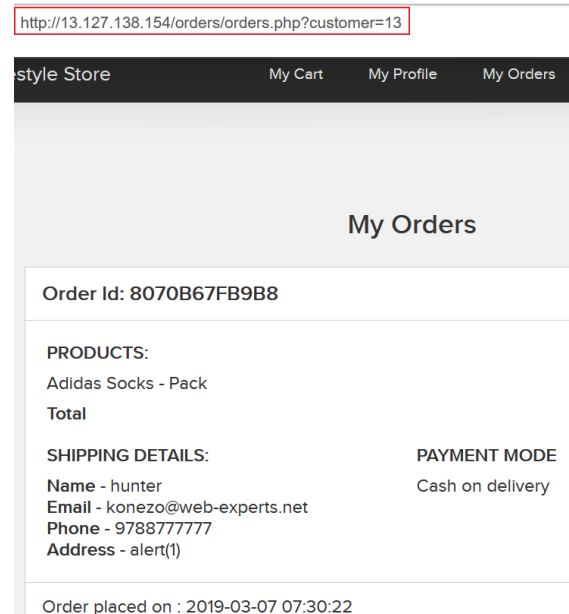 http://13.127.138.154/orders/orders.php?customer=13
style Store My Cart My Profile My Orders
My Orders
Order Id: 8070B67FB9B8
PRODUCTS:
Adidas Socks - Pack
Total
SHIPPING DETAILS: PAYMENT MODE
Name - hunter Cash on delivery
Email - konezo@web-experts.net
Phone - 9788777777
Address - alert(1)
Order placed on : 2019-03-07 07:30:22